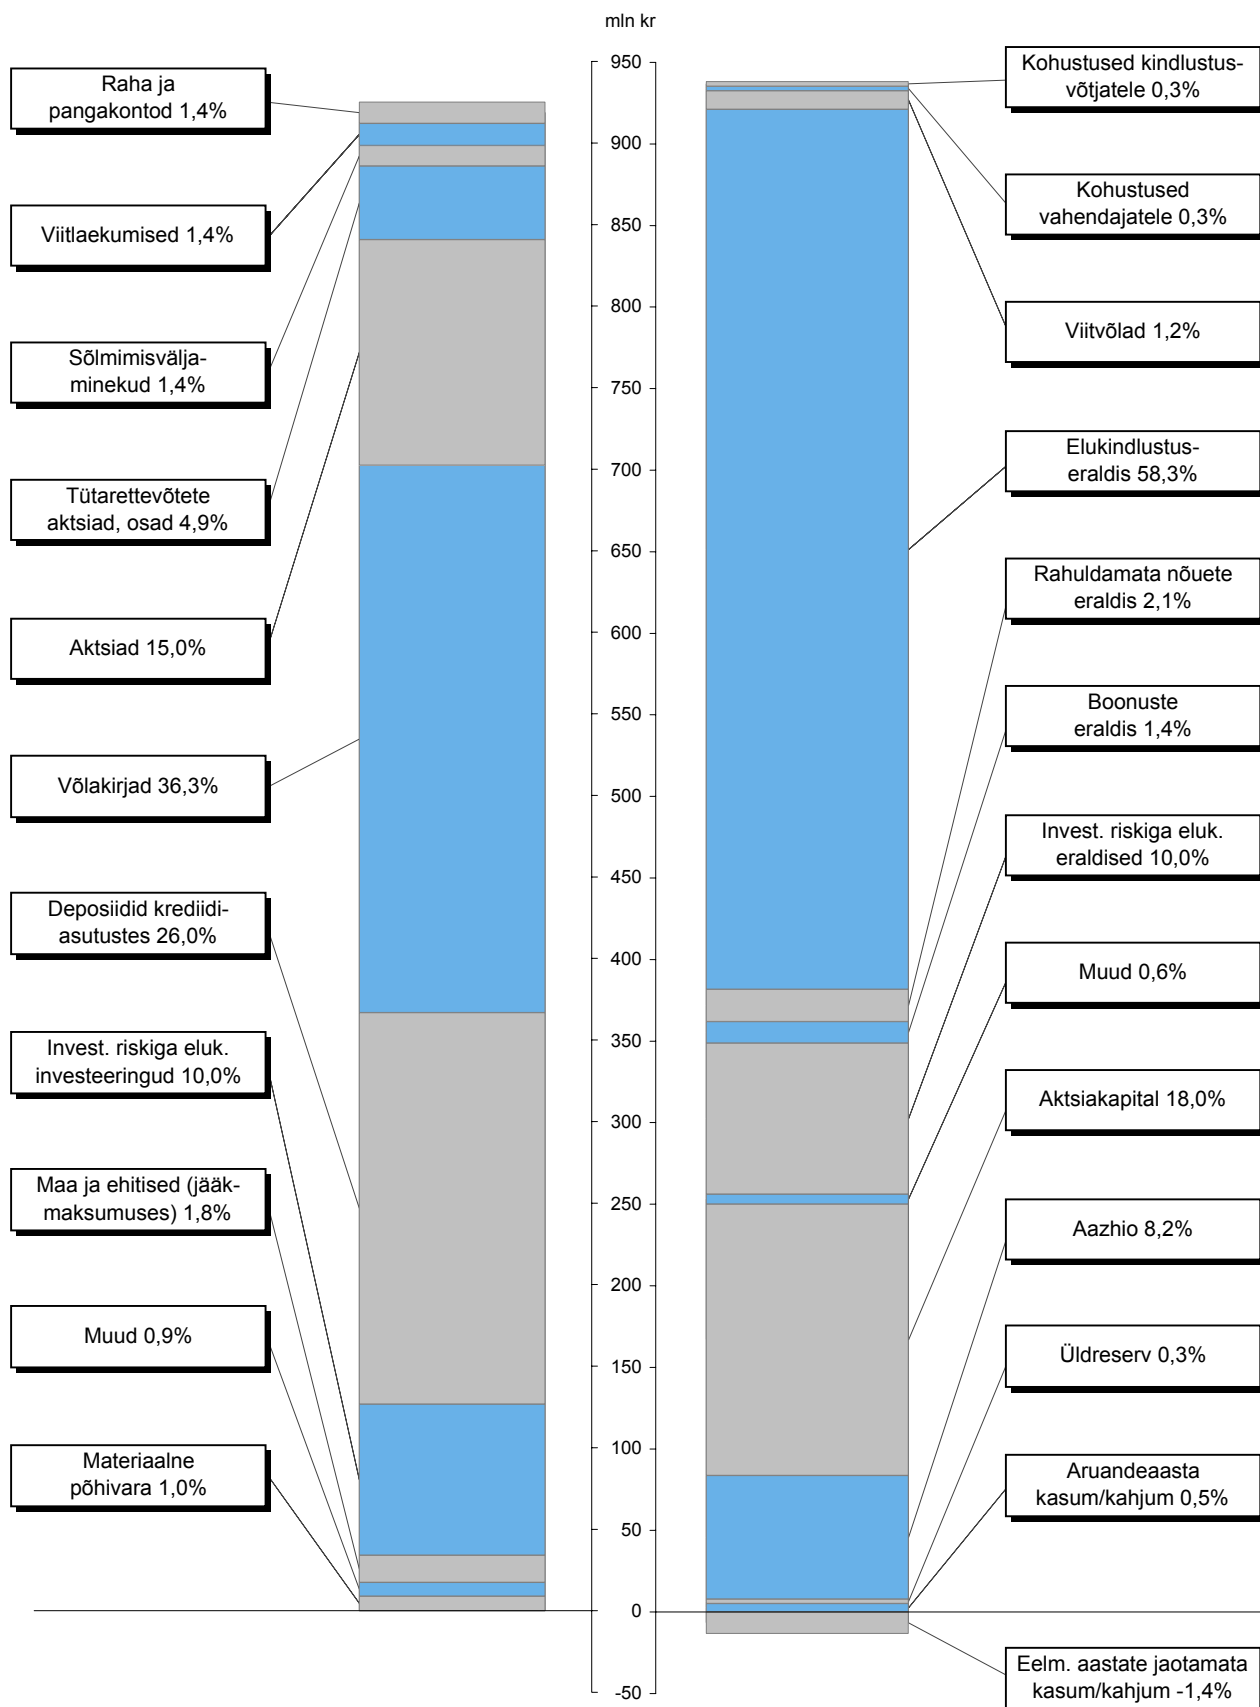 mln kr
Raha ja
pangakontod 1,4%
Viitlaekumised 1,4%
Sõlmimisvälja-
minekud 1,4%
Tütarettevõtete
aktsiad, osad 4,9%
Aktsiad 15,0%
Võlakirjad 36,3%
Deposiidid krediidi-
asutustes 26,0%
Invest. riskiga eluk.
investeeringud 10,0%
Maa ja ehitised (jääk-
maksumuses) 1,8%
Muud 0,9%
Materiaalne
põhivara 1,0%
950
900
850
800
750
700
650
600
550
500
450
400
350
300
250
200
150
100
50
0
-50
Kohustused kindlustus-
võtjatele 0,3%
Kohustused
vahendajatele 0,3%
Viitvõlad 1,2%
Elukindlustus-
eraldis 58,3%
Rahuldamata nõuete
eraldis 2,1%
Boonuste
eraldis 1,4%
Invest. riskiga eluk.
eraldised 10,0%
Muud 0,6%
Aktsiakapital 18,0%
Aazhio 8,2%
Üldreserv 0,3%
Aruandeaasta
kasum/kahjum 0,5%
Eelm. aastate jaotamata
kasum/kahjum -1,4%